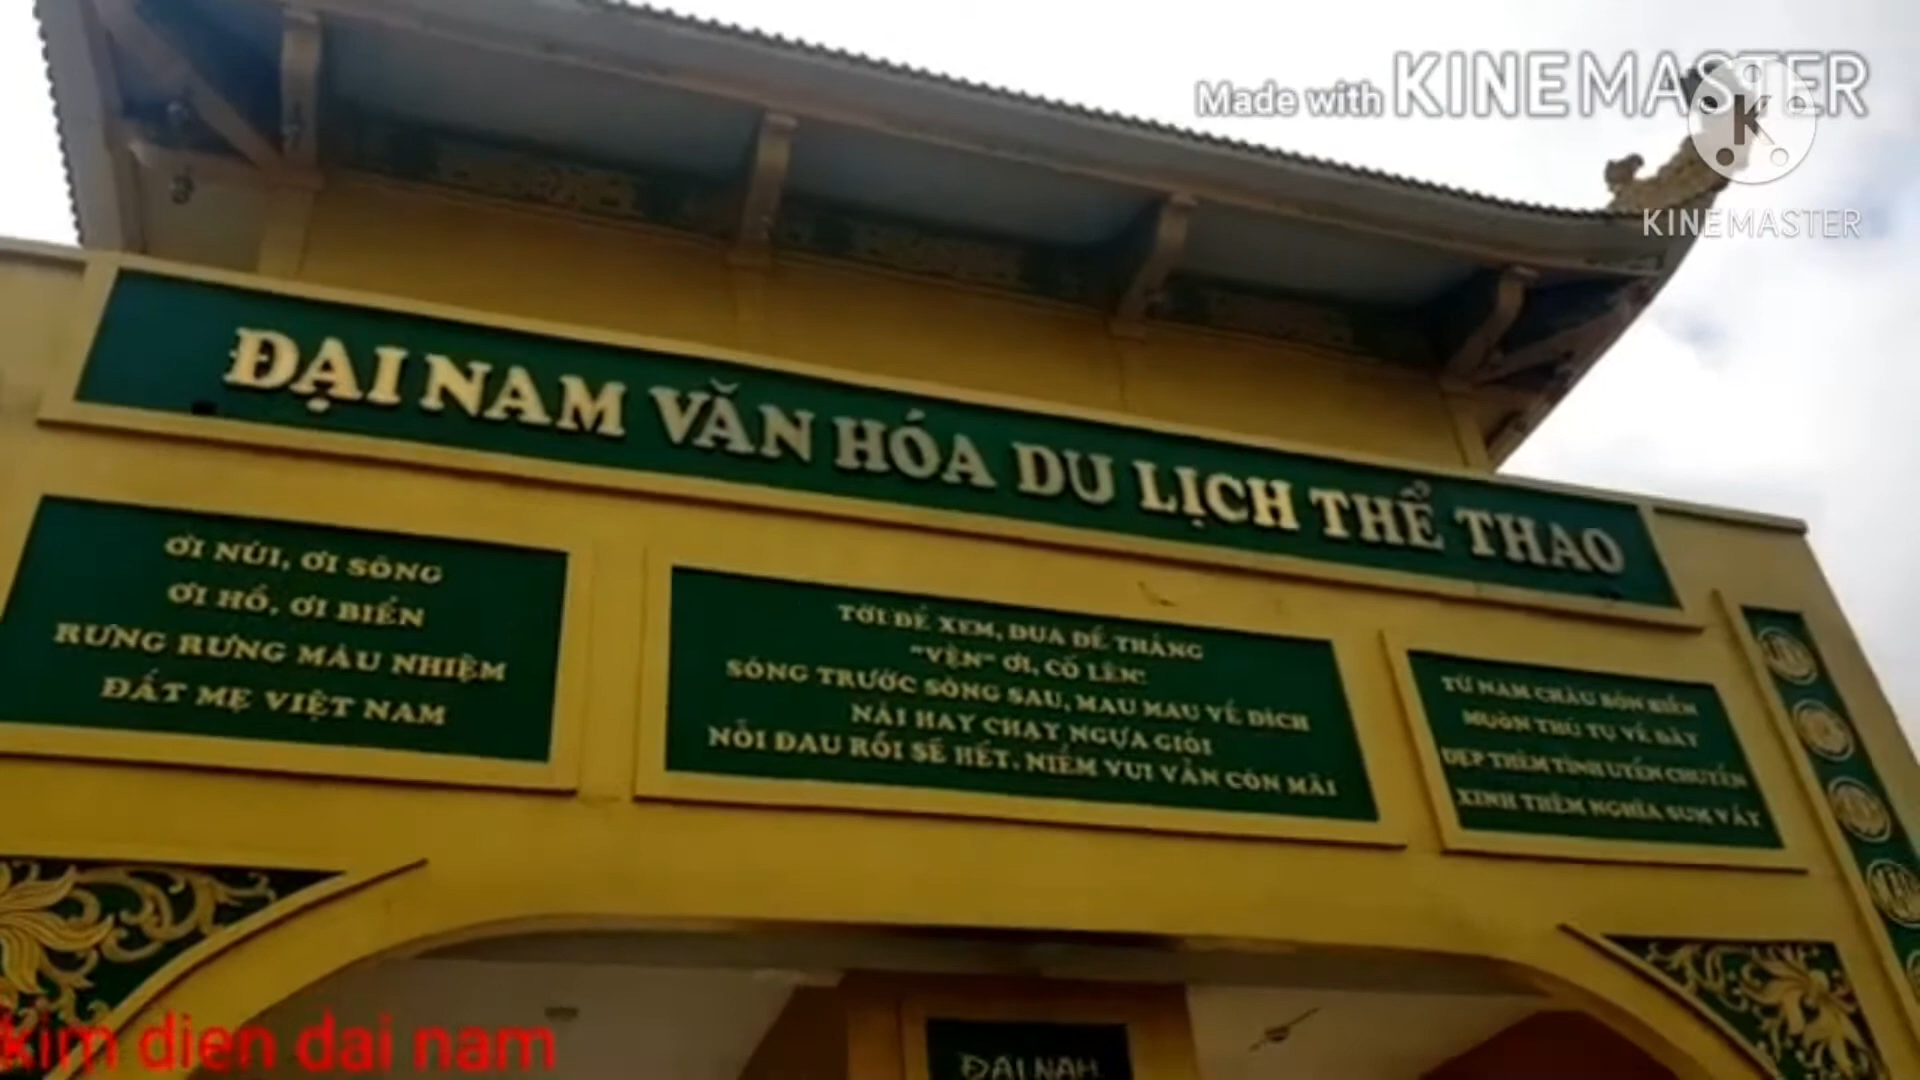 Made with KINEMASTER
K
KINEMASTER
ĐẠI NAM VĂN HÓA DU LỊCH THỂ THAO
ƠI NÚI, ƠI SÔNG
ƠI HỒ, ƠI BIỂN
RƯNG RƯNG MÀU NHIỆM
ĐẤT MẸ VIỆT NAM
TỚI ĐỂ XEM, ĐUA ĐỂ THẮNG
"VỆN" ƠI, CỐ LÊN!
SÓNG TRƯỚC SÓNG SAU, MAU MAU VỀ ĐÍCH
NÀI HAY CHẠY NGỰA GIỎI
NỖI ĐAU RỒI SẼ HẾT, NIỀM VUI VẪN CÒN MÃI
TỪ NĂM CHÂU BỐN BIỂN
MUÔN THÚ TỤ VỀ ĐÂY
ĐẸP THÊM TÌNH UYỂN CHUYỂN
XINH THÊM NGHĨA SUM VẦY
ĐẠI NAM
kim dien dai nam